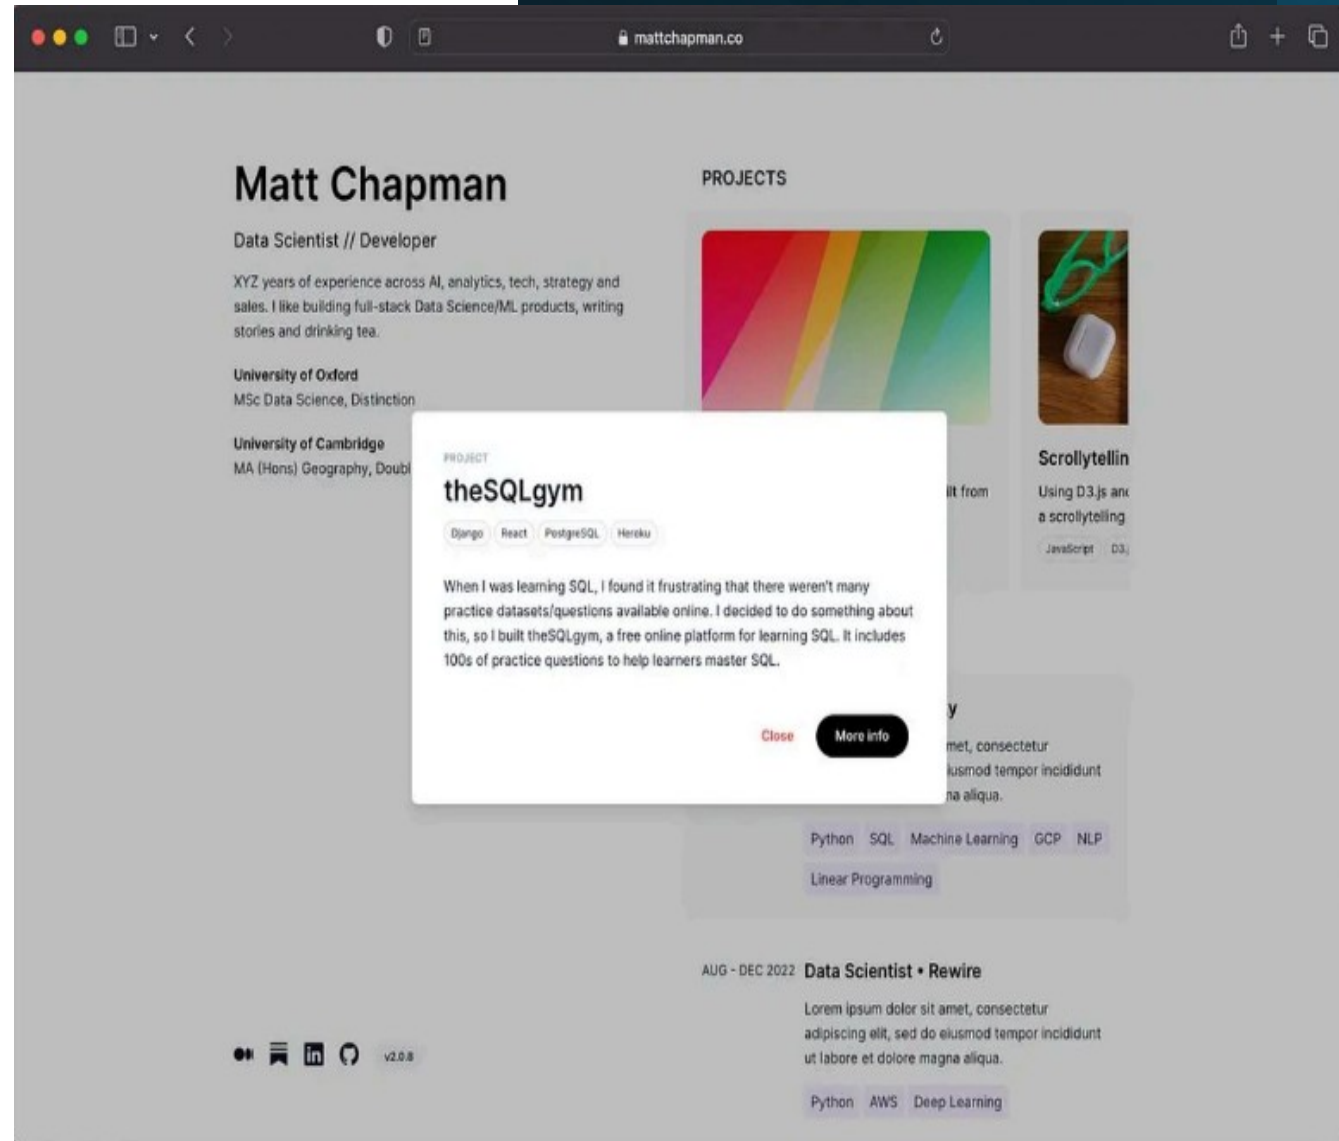 mattchapman.co
Matt Chapman
Data Scientist // Developer
XYZ years of experience across AI, analytics, tech, strategy and
sales. I like building full-stack Data Science/ML products, writing
stories and drinking tea.
University of Oxford
MSc Data Science, Distinction
University of Cambridge
MA (Hons) Geography, Doubl
PROJECTS
ilt from
Scrollytellin
Using D3.js and
a scrollytelling
JavaScript D3.
PROJECT
theSQLgym
Django React PostgreSQL Heroku
When I was learning SQL, I found it frustrating that there weren't many
practice datasets/questions available online. I decided to do something about
this, so I built theSQLgym, a free online platform for learning SQL. It includes
100s of practice questions to help learners master SQL.
Close More info
y
met, consectetur
iusmod tempor incididunt
na aliqua.
Python SQL Machine Learning GCP NLP
Linear Programming
AUG - DEC 2022 Data Scientist • Rewire
Lorem ipsum dolor sit amet, consectetur
adipiscing elit, sed do eiusmod tempor incididunt
ut labore et dolore magna aliqua.
Python AWS Deep Learning
in v2.0.8